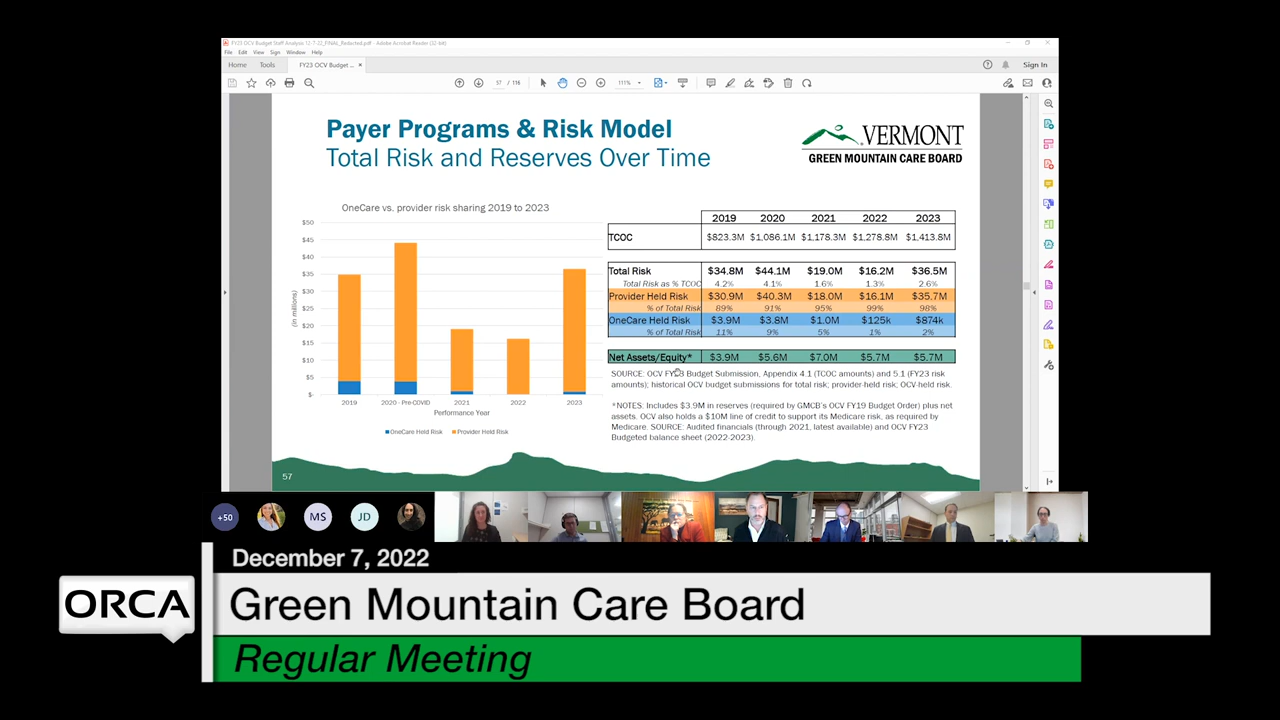 FY23 OCV Budget Staff Analysis 12-7-22_FINAL_Redacted.pdf - Adobe Acrobat Reader (32-bit)
File Edit View Sign Window Help
Home Tools FY23 OCV Budget ... × Sign In
57 / 116 111%
Payer Programs & Risk Model
Total Risk and Reserves Over Time
VERMONT
GREEN MOUNTAIN CARE BOARD
OneCare vs. provider risk sharing 2019 to 2023
$50
$45
$40
$35
$30
$25
$20
$15
$10
$5
$-
(in millions)
2019 2020 - Pre-COVID 2021 2022 2023
Performance Year
OneCare Held Risk Provider Held Risk
2019 2020 2021 2022 2023
TCOC $823.3M $1,086.1M $1,178.3M $1,278.8M $1,413.8M
Total Risk $34.8M $44.1M $19.0M $16.2M $36.5M
Total Risk as % TCOC 4.2% 4.1% 1.6% 1.3% 2.6%
Provider Held Risk $30.9M $40.3M $18.0M $16.1M $35.7M
% of Total Risk 89% 91% 95% 99% 98%
OneCare Held Risk $3.9M $3.8M $1.0M $125k $874k
% of Total Risk 11% 9% 5% 1% 2%
Net Assets/Equity* $3.9M $5.6M $7.0M $5.7M $5.7M
SOURCE: OCV FY23 Budget Submission, Appendix 4.1 (TCOC amounts) and 5.1 (FY23 risk
amounts); historical OCV budget submissions for total risk; provider-held risk; OCV-held risk.
*NOTES: Includes $3.9M in reserves (required by GMCB's OCV FY19 Budget Order) plus net
assets. OCV also holds a $10M line of credit to support its Medicare risk, as required by
Medicare. SOURCE: Audited financials (through 2021, latest available) and OCV FY23
Budgeted balance sheet (2022-2023).
57
+50 MS JD
December 7, 2022
ORCA
Green Mountain Care Board
Regular Meeting